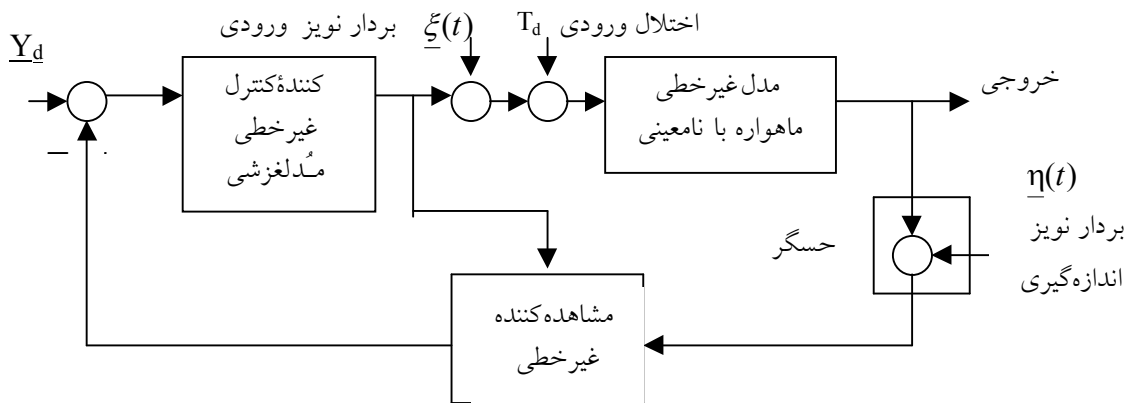 Y_d
بردار نویز ورودی
ξ(t)
T_d
اختلال ورودی
کنندهٔکنترل
غیرخطی
مُدلغزشی
مدل غیرخطی
ماهواره با نامعینی
خروجی
η(t)
بردار نویز
اندازه‌گیری
حسگر
مشاهده‌کننده
غیرخطی